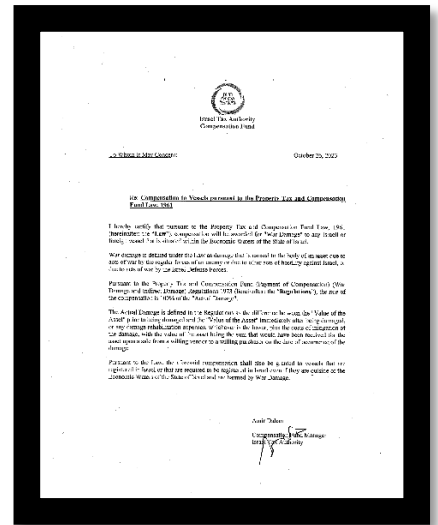 Israel Tax Authority
Compensation Fund
To Whom It May Concern: October 26, 2023
Re: Compensation to Vessels pursuant to the Property Tax and Compensation
Fund Law, 1961
I hereby certify that pursuant to the Property Tax and Compensation Fund Law, 1961
(hereinafter the "Law"), compensation will be awarded for "War Damage" to any Israeli or
foreign vessel that is situated within the Economic Waters of the State of Israel.
War damage is defined under the Law as damage that is caused to the body of an asset due to
acts of war by the regular forces of an enemy or due to other acts of hostility against Israel, or
due to acts of war by the Israel Defense Forces.
Pursuant to the Property Tax and Compensation Fund (Payment of Compensation) (War
Damage and Indirect Damage) Regulations 1973 (hereinafter the "Regulations"), the rate of
the compensation is 100% of the "Actual Damage".
The Actual Damage is defined in the Regulations as the difference between the "Value of the
Asset" prior to being damaged and the "Value of the Asset" immediately after being damaged,
or any damage rehabilitation expenses, whichever is the lower, plus the costs of mitigation of
the damage, with the value of the asset being the sum that would have been received for the
asset upon a sale from a willing vendor to a willing purchaser on the date of occurrence of the
damage.
Pursuant to the Law, the aforesaid compensation shall also be granted to vessels that are
registered in Israel or that are required to be registered in Israel even if they are outside of the
Economic Waters of the State of Israel and are harmed by War Damage.
Amir Dahan
Compensation Fund Manager
Israel Tax Authority